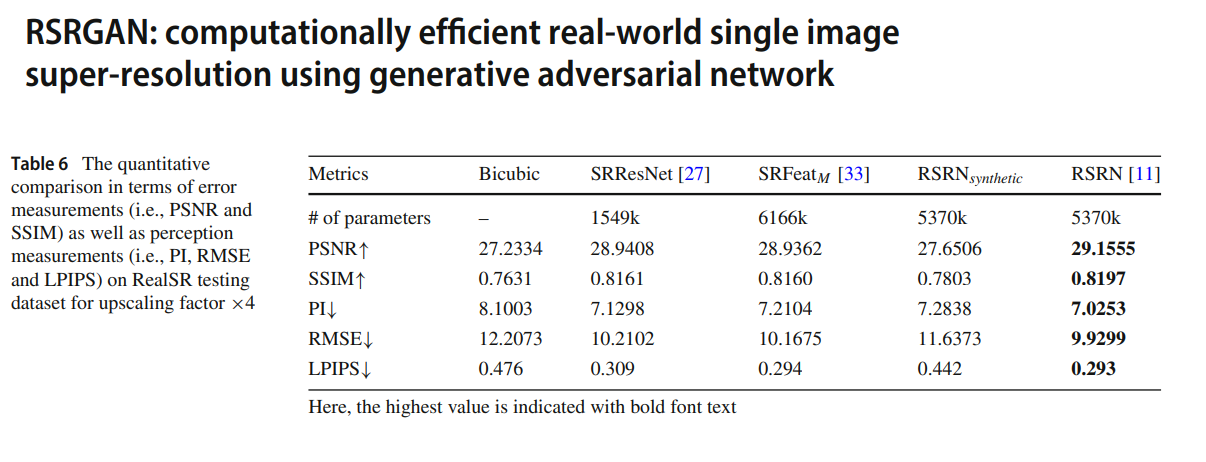 RSRGAN: computationally efficient real-world single image
super-resolution using generative adversarial network
Table 6 The quantitative
comparison in terms of error
measurements (i.e., PSNR and
SSIM) as well as perception
measurements (i.e., PI, RMSE
and LPIPS) on RealSR testing
dataset for upscaling factor ×4
Metrics Bicubic SRResNet [27] SRFeatM [33] RSRNsynthetic RSRN [11]
# of parameters – 1549k 6166k 5370k 5370k
PSNR↑ 27.2334 28.9408 28.9362 27.6506 29.1555
SSIM↑ 0.7631 0.8161 0.8160 0.7803 0.8197
PI↓ 8.1003 7.1298 7.2104 7.2838 7.0253
RMSE↓ 12.2073 10.2102 10.1675 11.6373 9.9299
LPIPS↓ 0.476 0.309 0.294 0.442 0.293
Here, the highest value is indicated with bold font text